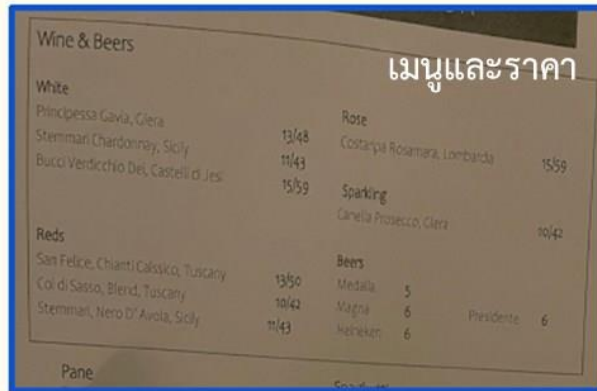 เมนูและราคา
Wine & Beers
White
Principessa Gavia, Glera 13/48
Stemmari Chardonnay, Sicily 11/43
Bucci Verdicchio Dei, Castelli di Jesi 15/59
Reds
San Felice, Chianti Calssico, Tuscany 13/50
Col di Sasso, Blend, Tuscany 10/42
Stemmari, Nero D'Avola, Sicily 11/43
Rose
Costaripa Rosamara, Lombardia 15/59
Sparkling
Canella Prosecco, Glera 10/42
Beers
Medalla 5
Magna 6 Presidente 6
Heineken 6
Pane